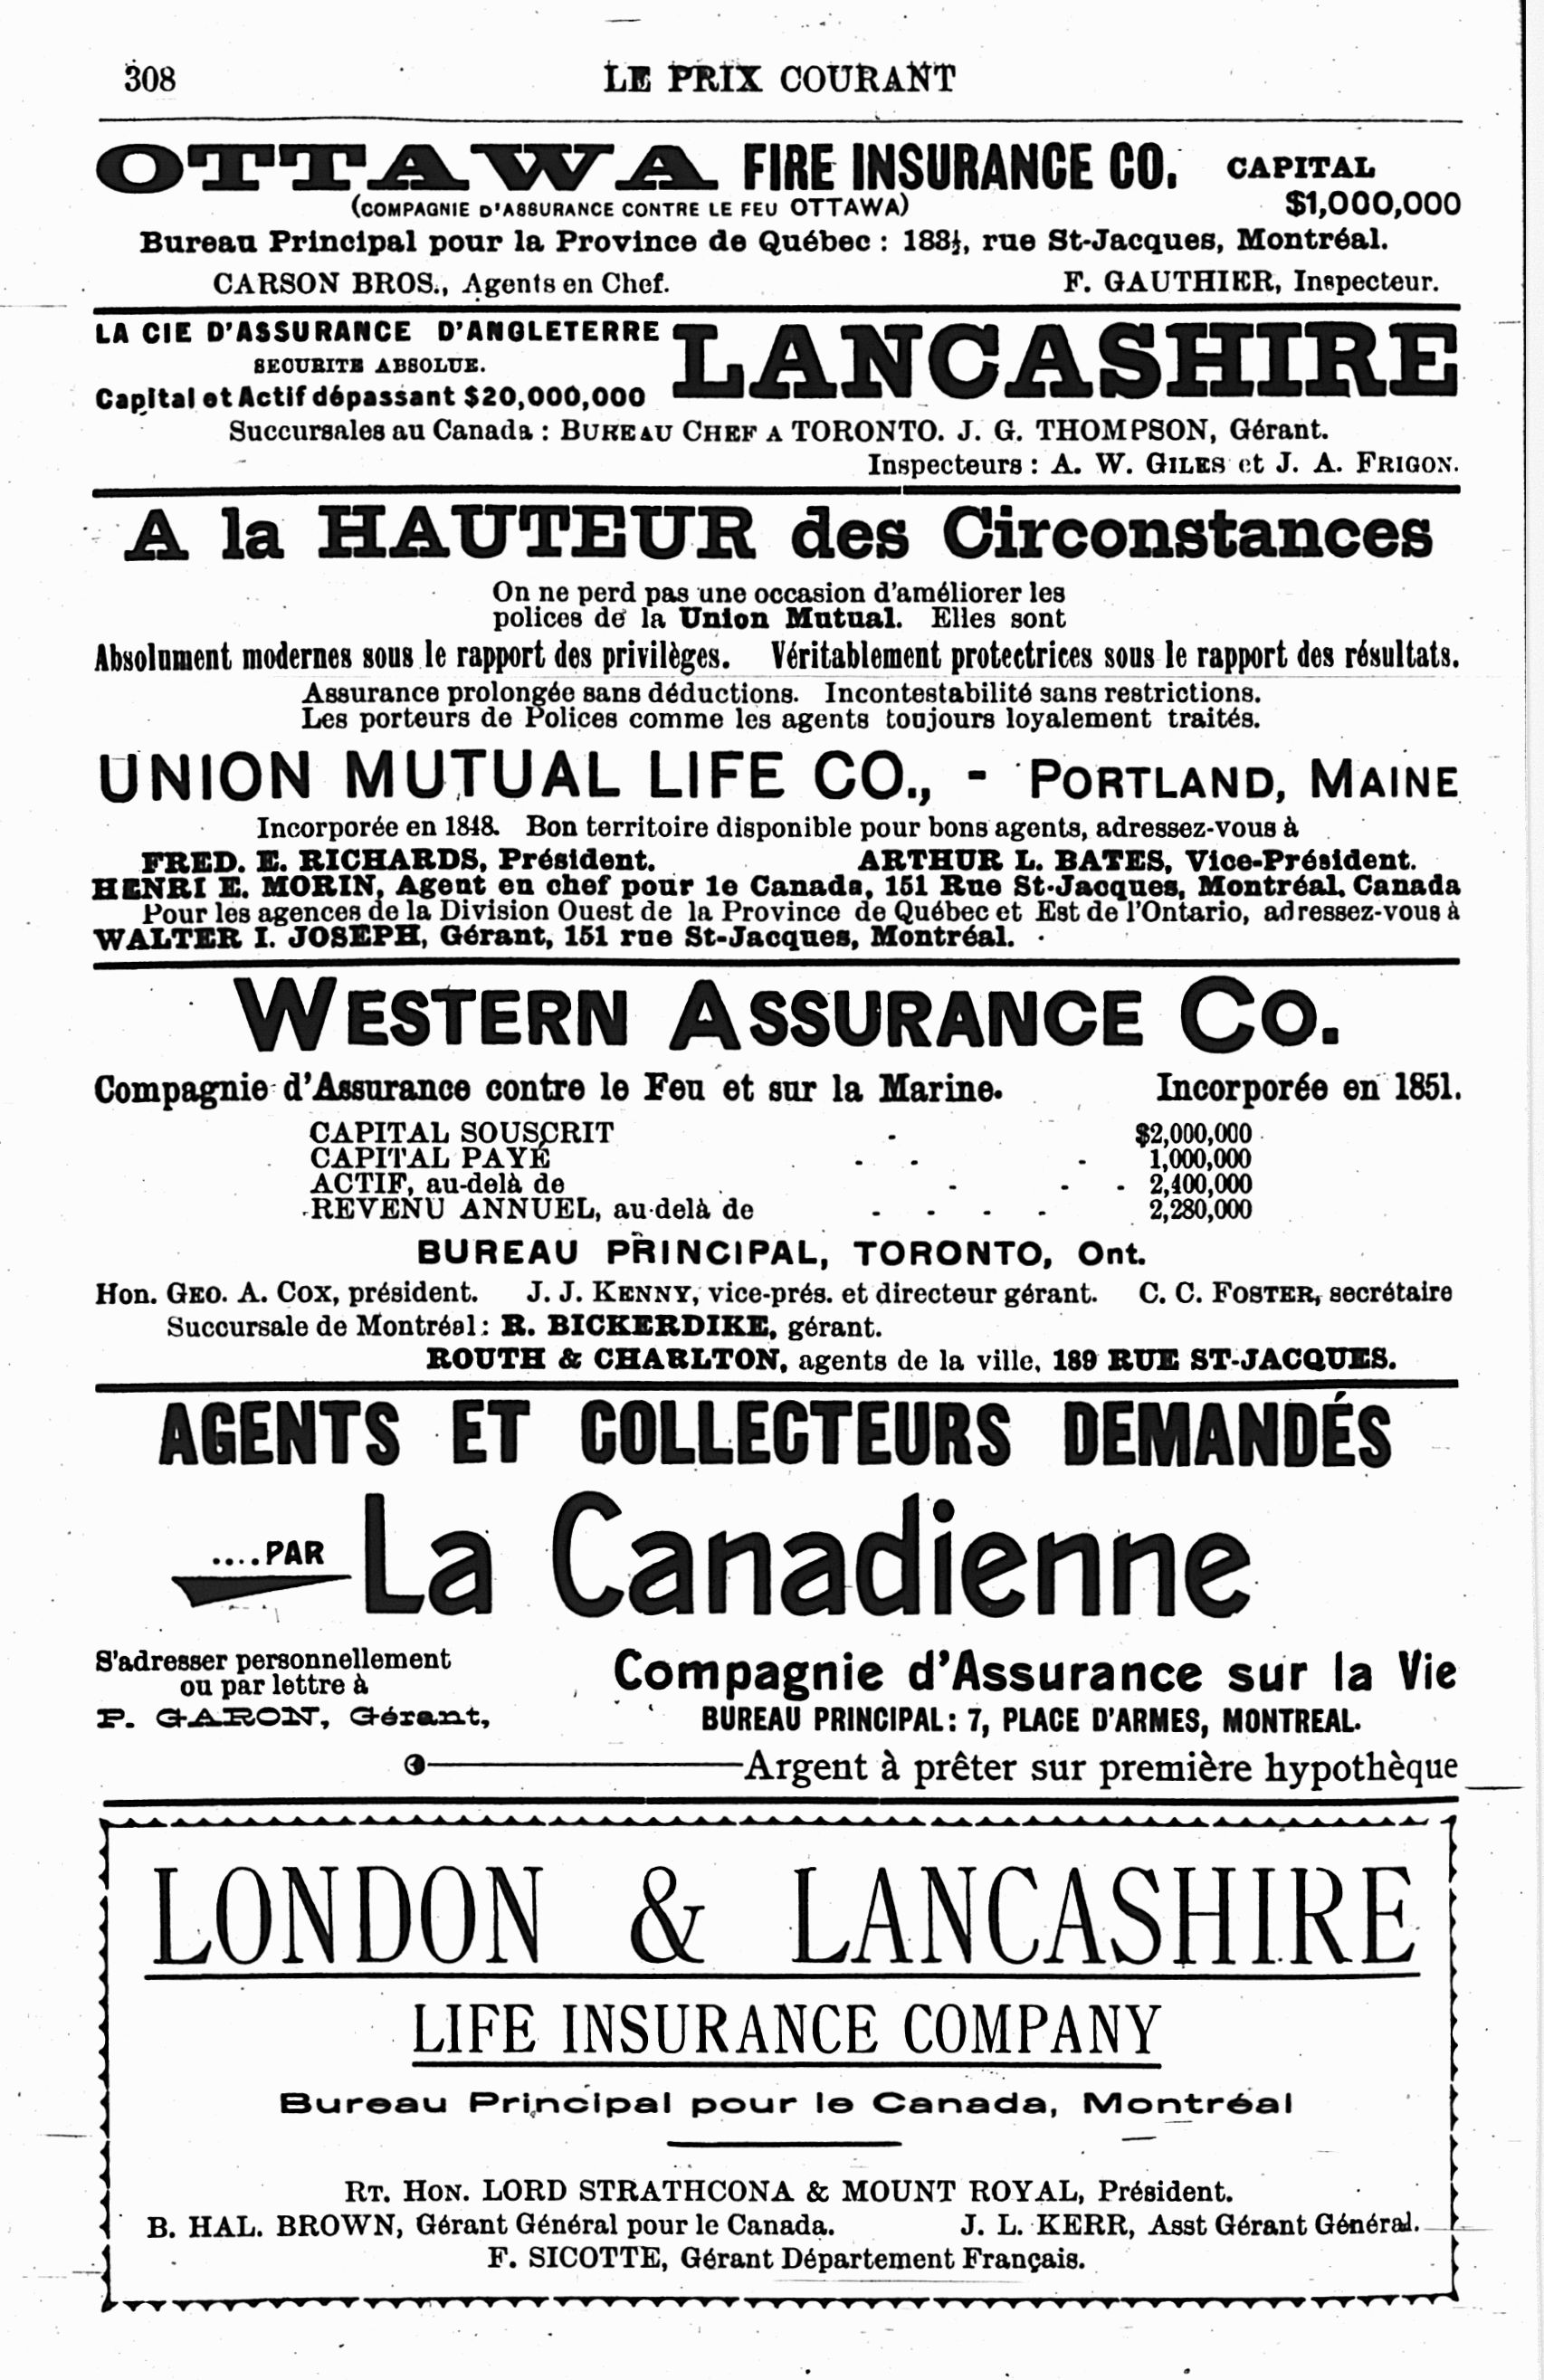 308
LE PRIX COURANT
OTTAWA FIRE INSURANCE CO. CAPITAL
(COMPAGNIE D'ASSURANCE CONTRE LE FEU OTTAWA) $1,000,000
Bureau Principal pour la Province de Québec : 188½, rue St-Jacques, Montréal.
CARSON BROS., Agents en Chef. F. GAUTHIER, Inspecteur.
LA CIE D'ASSURANCE D'ANGLETERRE LANCASHIRE
SECURITE ABSOLUE.
Capital et Actif dépassant $20,000,000
Succursales au Canada : BUREAU CHEF A TORONTO. J. G. THOMPSON, Gérant.
Inspecteurs : A. W. GILES et J. A. FRIGON.
A la HAUTEUR des Circonstances
On ne perd pas une occasion d'améliorer les
polices de la Union Mutual. Elles sont
Absolument modernes sous le rapport des privilèges. Véritablement protectrices sous le rapport des résultats.
Assurance prolongée sans déductions. Incontestabilité sans restrictions.
Les porteurs de Polices comme les agents toujours loyalement traités.
UNION MUTUAL LIFE CO., - PORTLAND, MAINE
Incorporée en 1848. Bon territoire disponible pour bons agents, adressez-vous à
FRED. E. RICHARDS, Président. ARTHUR L. BATES, Vice-Président.
HENRI E. MORIN, Agent en chef pour le Canada, 151 Rue St-Jacques, Montréal, Canada
Pour les agences de la Division Ouest de la Province de Québec et Est de l'Ontario, adressez-vous à
WALTER I. JOSEPH, Gérant, 151 rue St-Jacques, Montréal.
WESTERN ASSURANCE CO.
Compagnie d'Assurance contre le Feu et sur la Marine. Incorporée en 1851.
CAPITAL SOUSCRIT - $2,000,000
CAPITAL PAYÉ - - - 1,000,000
ACTIF, au-delà de - - - 2,400,000
REVENU ANNUEL, au-delà de - - - - 2,280,000
BUREAU PRINCIPAL, TORONTO, Ont.
Hon. GEO. A. COX, président. J. J. KENNY, vice-prés. et directeur gérant. C. C. FOSTER, secrétaire
Succursale de Montréal : R. BICKERDIKE, gérant.
ROUTH & CHARLTON, agents de la ville, 189 RUE ST-JACQUES.
AGENTS ET COLLECTEURS DEMANDÉS
....PAR La Canadienne
S'adresser personnellement
ou par lettre à
P. GARON, Gérant,
Compagnie d'Assurance sur la Vie
BUREAU PRINCIPAL: 7, PLACE D'ARMES, MONTREAL.
Argent à prêter sur première hypothèque
LONDON & LANCASHIRE
LIFE INSURANCE COMPANY
Bureau Principal pour le Canada, Montréal
RT. HON. LORD STRATHCONA & MOUNT ROYAL, Président.
B. HAL. BROWN, Gérant Général pour le Canada. J. L. KERR, Asst Gérant Général.
F. SICOTTE, Gérant Département Français.